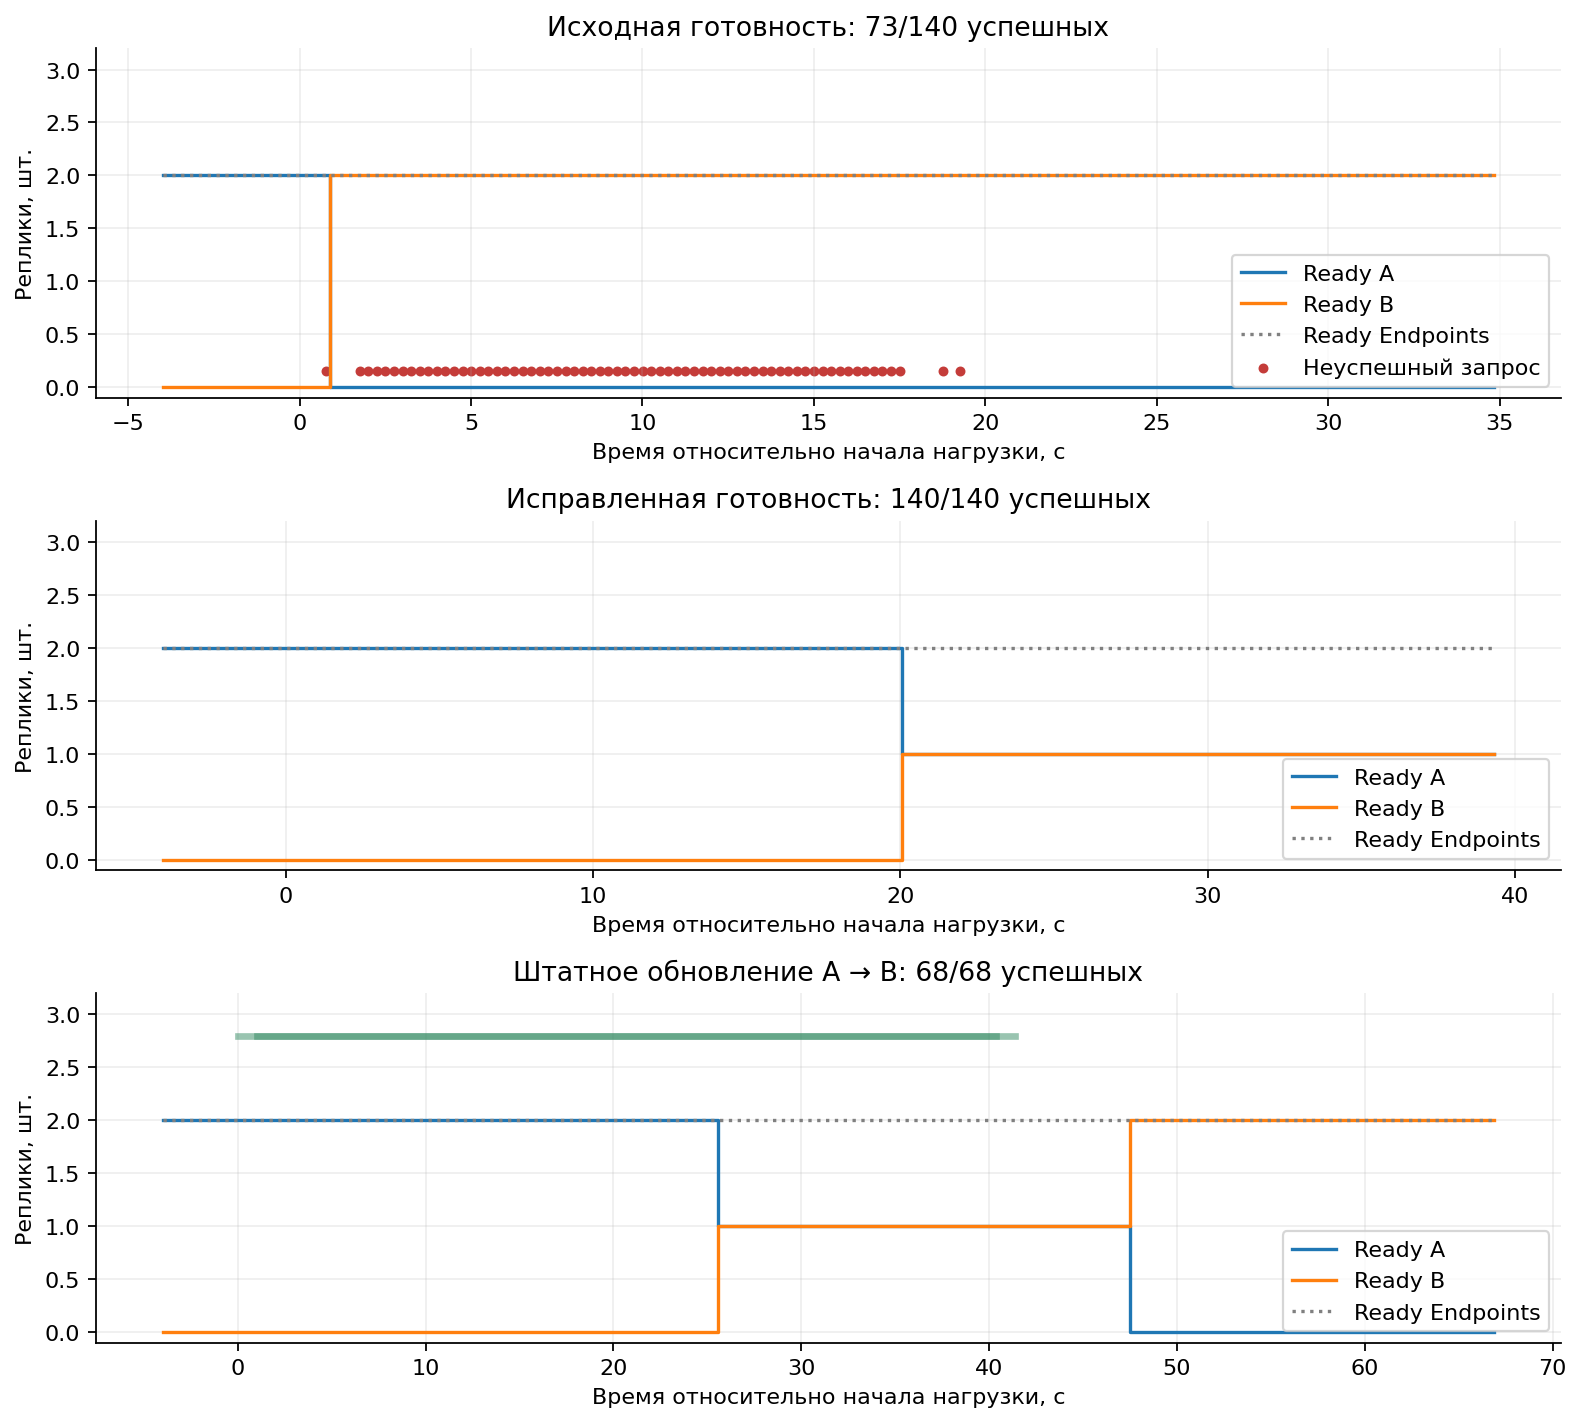 Исходная готовность: 73/140 успешных
3.0
2.5
2.0
1.5
1.0
0.5
0.0
Реплики, шт.
Ready A
Ready B
Ready Endpoints
Неуспешный запрос
−5
0
5
10
15
20
25
30
35
Время относительно начала нагрузки, с
Исправленная готовность: 140/140 успешных
3.0
2.5
2.0
1.5
1.0
0.5
0.0
Реплики, шт.
Ready A
Ready B
Ready Endpoints
0
10
20
30
40
Время относительно начала нагрузки, с
Штатное обновление A → B: 68/68 успешных
3.0
2.5
2.0
1.5
1.0
0.5
0.0
Реплики, шт.
Ready A
Ready B
Ready Endpoints
0
10
20
30
40
50
60
70
Время относительно начала нагрузки, с